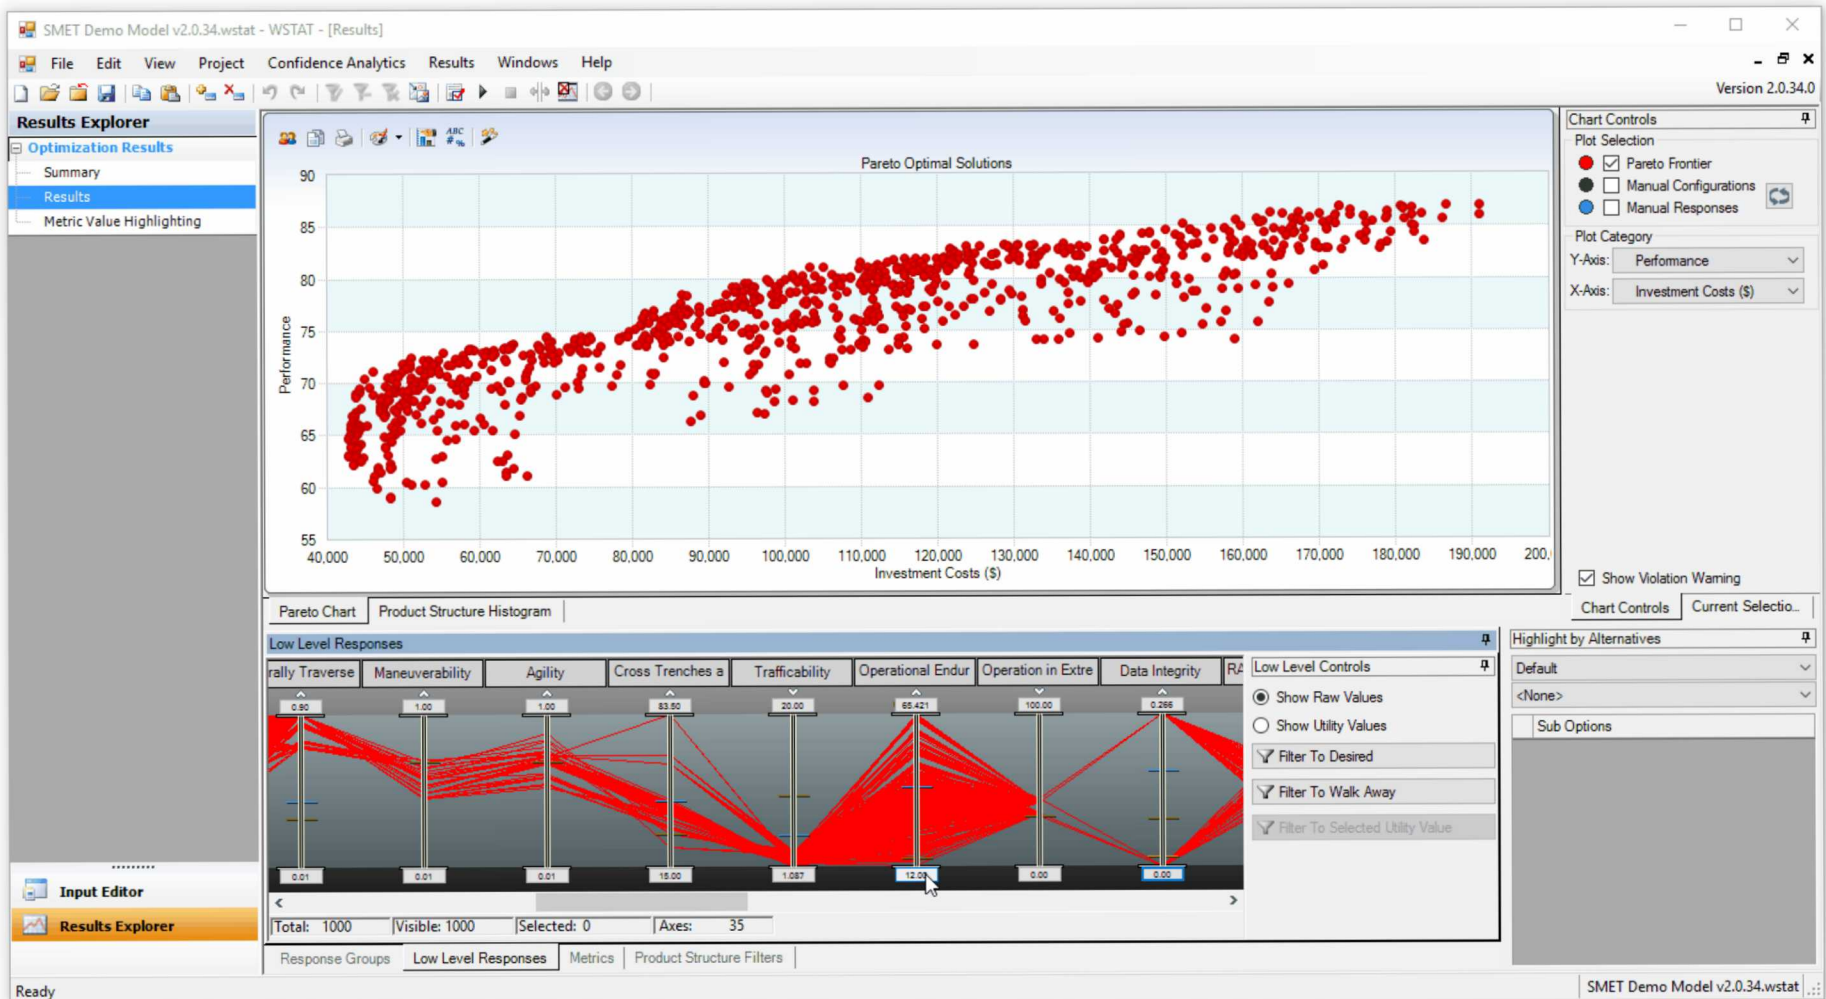 SMET Demo Model v2.0.34.wstat - WSTAT - [Results]
File Edit View Project Confidence Analytics Results Windows Help
Version 2.0.34.0
Results Explorer
Optimization Results
Summary
Results
Metric Value Highlighting
Input Editor
Results Explorer
ABC
#%
Pareto Optimal Solutions
Performance
90
85
80
75
70
65
60
55
40,000 50,000 60,000 70,000 80,000 90,000 100,000 110,000 120,000 130,000 140,000 150,000 160,000 170,000 180,000 190,000 200,
Investment Costs ($)
Pareto Chart Product Structure Histogram
Chart Controls
Plot Selection
Pareto Frontier
Manual Configurations
Manual Responses
Plot Category
Y-Axis: Performance
X-Axis: Investment Costs ($)
Show Violation Warning
Chart Controls Current Selectio...
Low Level Responses
rally Traverse Maneuverability Agility Cross Trenches a Trafficability Operational Endur Operation in Extre Data Integrity RA
0.90 1.00 1.00 83.50 20.00 65.421 100.00 0.266
0.01 0.01 0.01 15.00 1.087 12.00 0.00 0.00
Total: 1000 Visible: 1000 Selected: 0 Axes: 35
Low Level Controls
Show Raw Values
Show Utility Values
Filter To Desired
Filter To Walk Away
Filter To Selected Utility Value
Response Groups Low Level Responses Metrics Product Structure Filters
Highlight by Alternatives
Default
<None>
Sub Options
Ready
SMET Demo Model v2.0.34.wstat